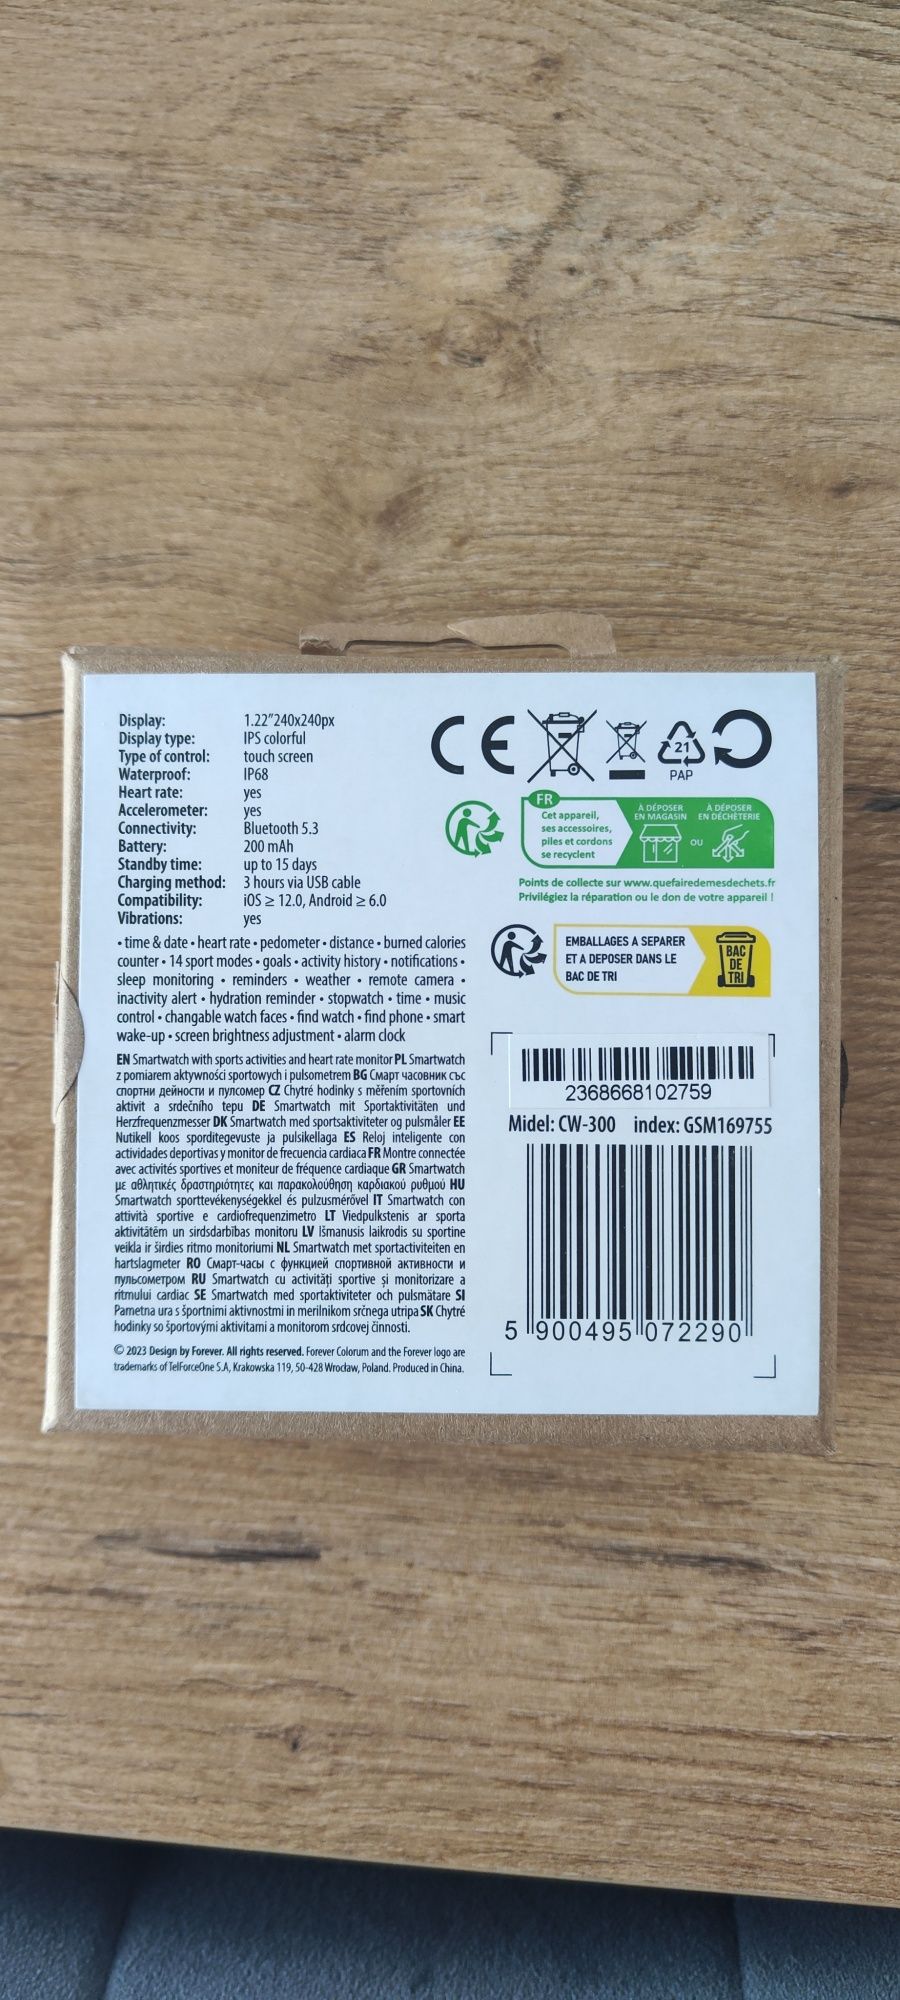 Display: 1.22"240x240px
Display type: IPS colorful
Type of control: touch screen
Waterproof: IP68
Heart rate: yes
Accelerometer: yes
Connectivity: Bluetooth 5.3
Battery: 200 mAh
Standby time: up to 15 days
Charging method: 3 hours via USB cable
Compatibility: iOS ≥ 12.0, Android ≥ 6.0
Vibrations: yes
• time & date • heart rate • pedometer • distance • burned calories
counter • 14 sport modes • goals • activity history • notifications •
sleep monitoring • reminders • weather • remote camera •
inactivity alert • hydration reminder • stopwatch • time • music
control • changable watch faces • find watch • find phone • smart
wake-up • screen brightness adjustment • alarm clock
EN Smartwatch with sports activities and heart rate monitor PL Smartwatch
z pomiarem aktywności sportowych i pulsometrem BG Смарт часовник със
спортни дейности и пулсомер CZ Chytré hodinky s měřením sportovních
aktivit a srdečního tepu DE Smartwatch mit Sportaktivitäten und
Herzfrequenzmesser DK Smartwatch med sportsaktiviteter og pulsmåler EE
Nutikell koos sporditegevuste ja pulsikellaga ES Reloj inteligente con
actividades deportivas y monitor de frecuencia cardiaca FR Montre connectée
avec activités sportives et moniteur de fréquence cardiaque GR Smartwatch
με αθλητικές δραστηριότητες και παρακολούθηση καρδιακού ρυθμού HU
Smartwatch sporttevékenységekkel és pulzusmérővel IT Smartwatch con
attività sportive e cardiofrequenzimetro LT Viedpulkstenis ar sporta
aktivitātēm un sirdsdarbības monitoru LV Išmanusis laikrodis su sportine
veikla ir širdies ritmo monitoriumi NL Smartwatch met sportactiviteiten en
hartslagmeter RO Смарт-часы с функцией спортивной активности и
пульсометром RU Smartwatch cu activități sportive și monitorizare a
ritmului cardiac SE Smartwatch med sportaktiviteter och pulsmätare SI
Pametna ura s športnimi aktivnostmi in merilnikom srčnega utripa SK Chytré
hodinky so športovými aktivitami a monitorom srdcovej činnosti.
© 2023 Design by Forever. All rights reserved. Forever Colorum and the Forever logo are
trademarks of TelForceOne S.A, Krakowska 119, 50-428 Wrocław, Poland. Produced in China.
CE
21
PAP
FR
Cet appareil,
ses accessoires,
piles et cordons
se recyclent
À DÉPOSER
EN MAGASIN
OU
À DÉPOSER
EN DÉCHÈTERIE
Points de collecte sur www.quefairedemesdechets.fr
Privilégiez la réparation ou le don de votre appareil !
EMBALLAGES A SEPARER
ET A DEPOSER DANS LE
BAC DE TRI
BAC
DE
TRI
2368668102759
Midel: CW-300 index: GSM169755
5 900495 072290